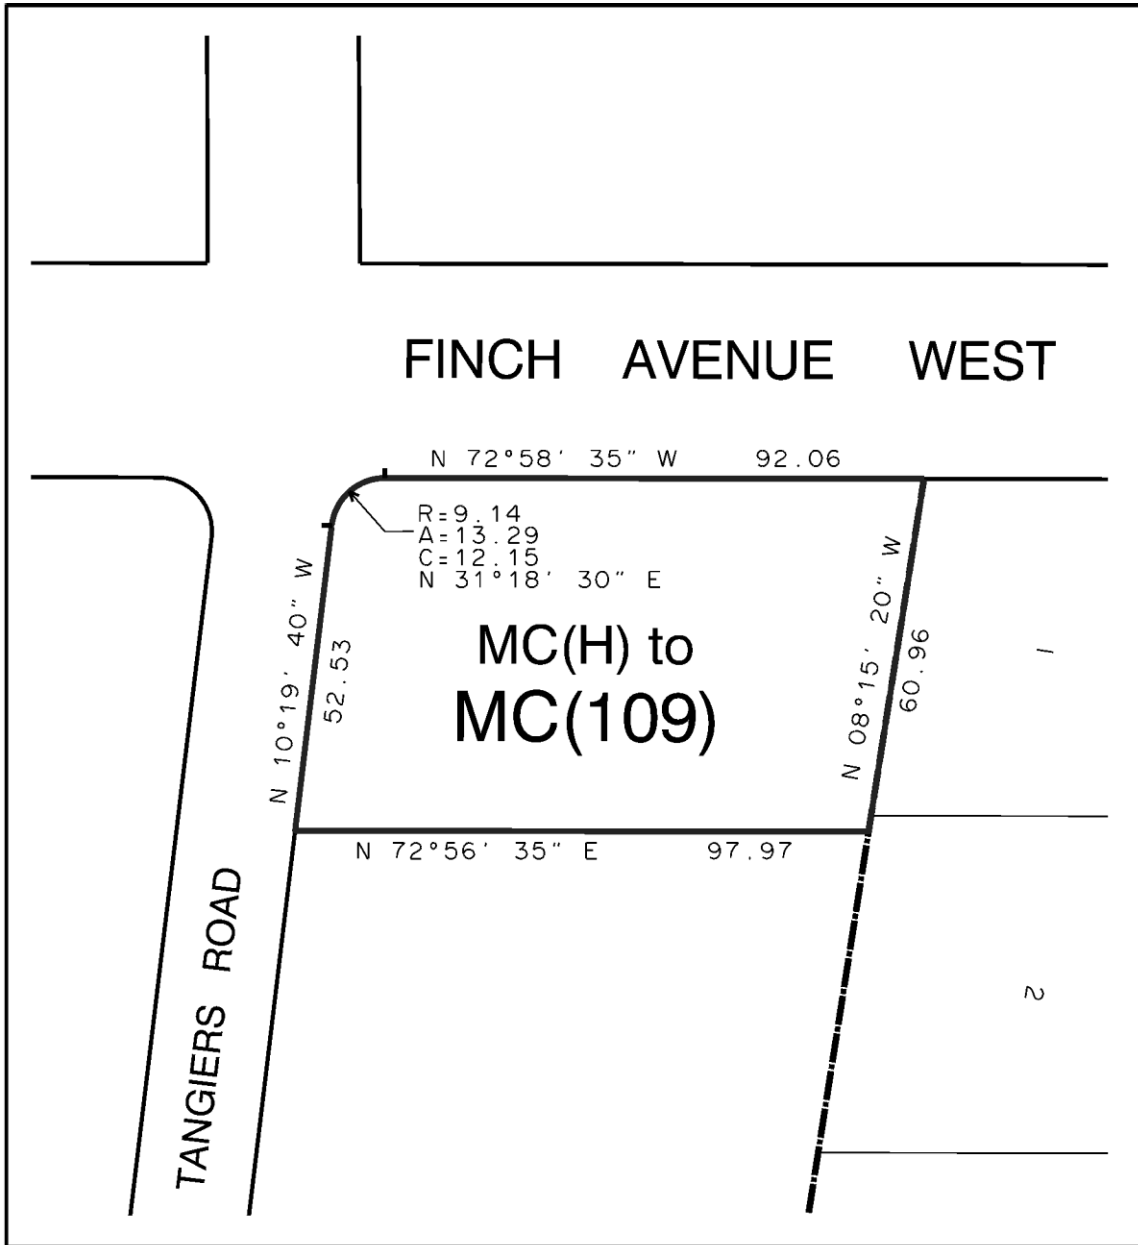 FINCH AVENUE WEST
N 72°58' 35" W 92.06
R=9.14
A=13.29
C=12.15
N 31°18' 30" E
N 10°19' 40" W
52.53
MC(H) to
MC(109)
N 08°15' 20" W
60.96
1
N 72°56' 35" E 97.97
TANGIERS ROAD
2